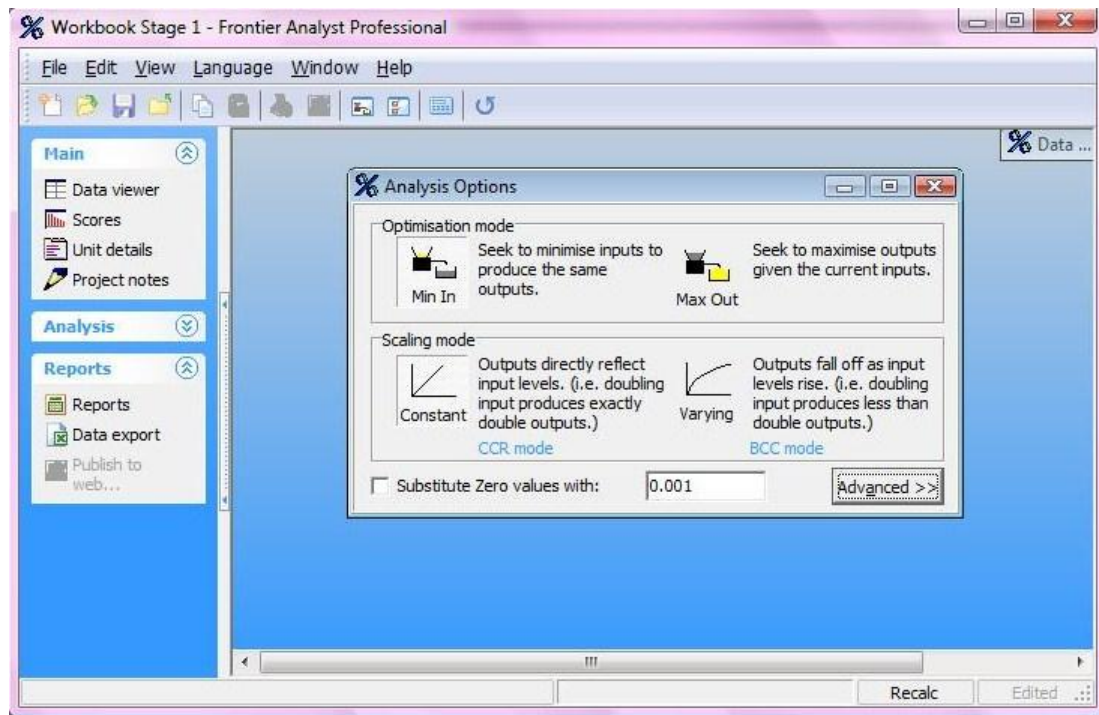 Workbook Stage 1 - Frontier Analyst Professional
File Edit View Language Window Help
Main
Data viewer
Scores
Unit details
Project notes
Analysis
Reports
Reports
Data export
Publish to
web...
Data ...
Analysis Options
Optimisation mode
Min In
Seek to minimise inputs to
produce the same
outputs.
Max Out
Seek to maximise outputs
given the current inputs.
Scaling mode
Constant
Outputs directly reflect
input levels. (i.e. doubling
input produces exactly
double outputs.)
CCR mode
Varying
Outputs fall off as input
levels rise. (i.e. doubling
input produces less than
double outputs.)
BCC mode
Substitute Zero values with: 0.001
Advanced >>
Recalc Edited